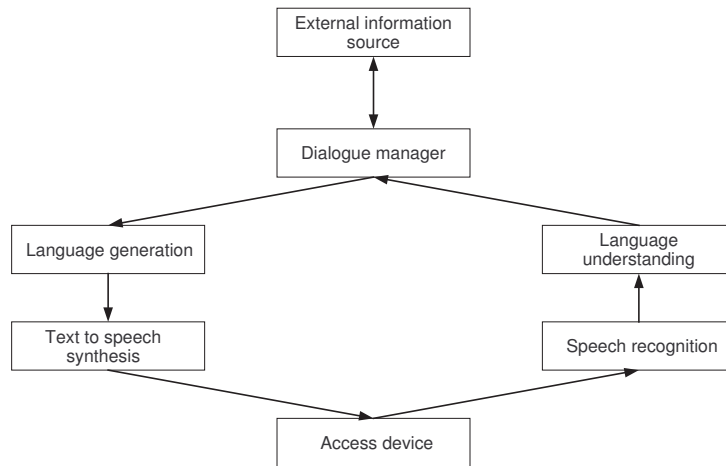 External information
source
Dialogue manager
Language generation
Language
understanding
Text to speech
synthesis
Speech recognition
Access device